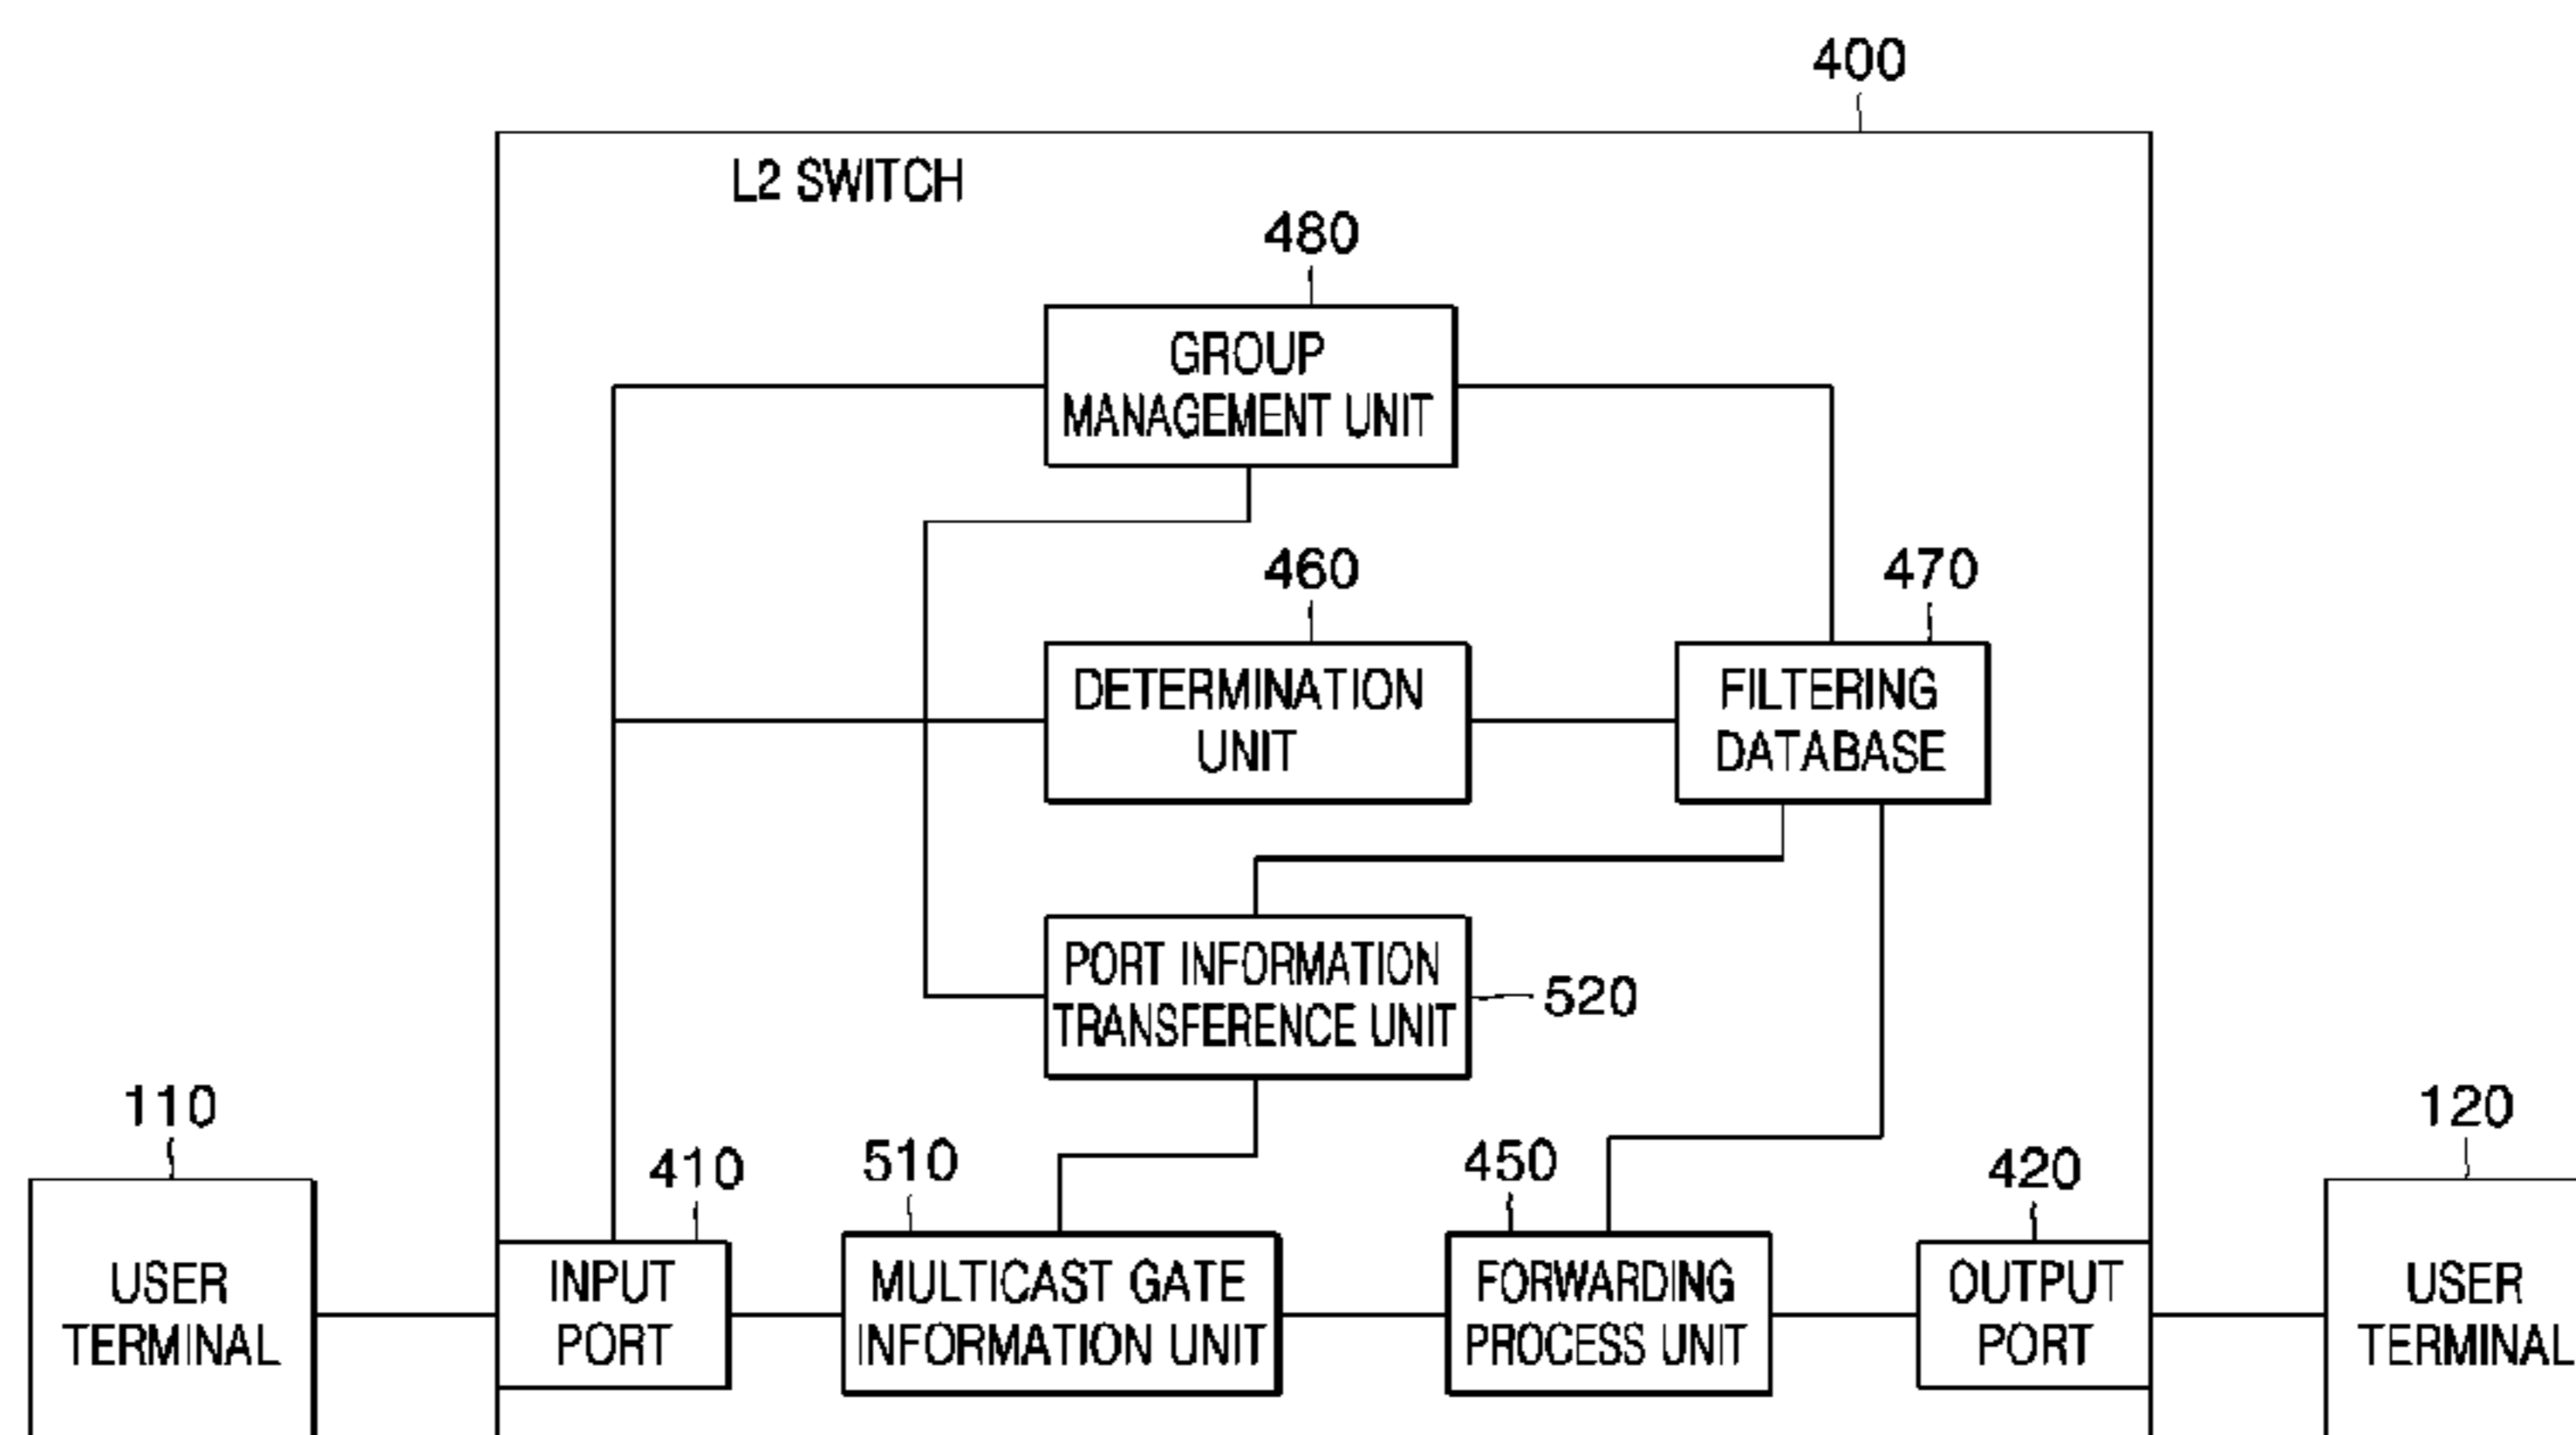 400
L2 SWITCH
480
GROUP
MANAGEMENT UNIT
460
DETERMINATION
UNIT
470
FILTERING
DATABASE
PORT INFORMATION
TRANSFERENCE UNIT
520
110
USER
TERMINAL
410
INPUT
PORT
510
MULTICAST GATE
INFORMATION UNIT
450
FORWARDING
PROCESS UNIT
420
OUTPUT
PORT
120
USER
TERMINAL